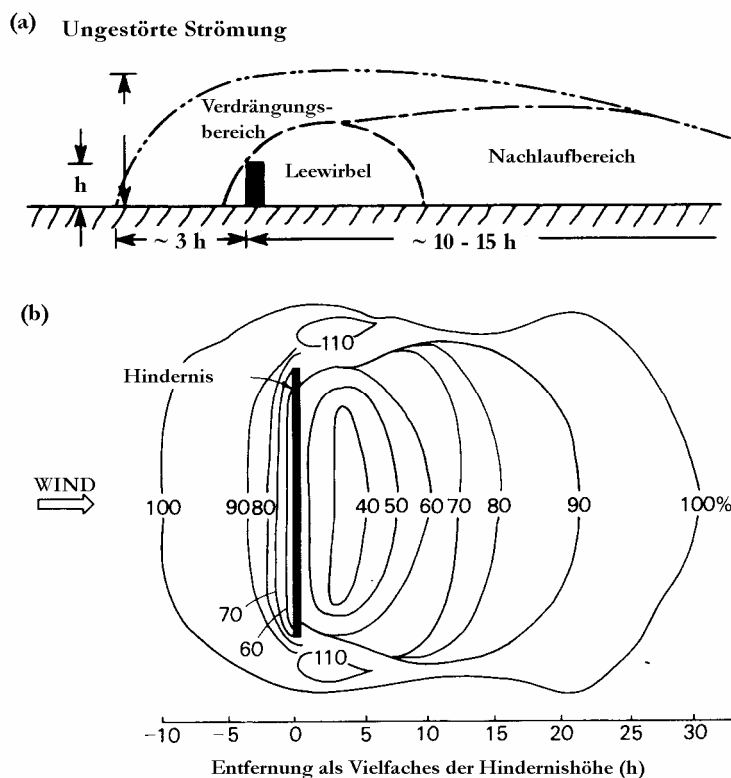 (a) Ungestörte Strömung
Verdrängungs-
bereich
h
Leewirbel
Nachlaufbereich
~ 3 h
~ 10 - 15 h
(b)
110
Hindernis
WIND
100 90 80 40 50 60 70 80 90 100%
70
60
110
-10 -5 0 5 10 15 20 25 30
Entfernung als Vielfaches der Hindernishöhe (h)